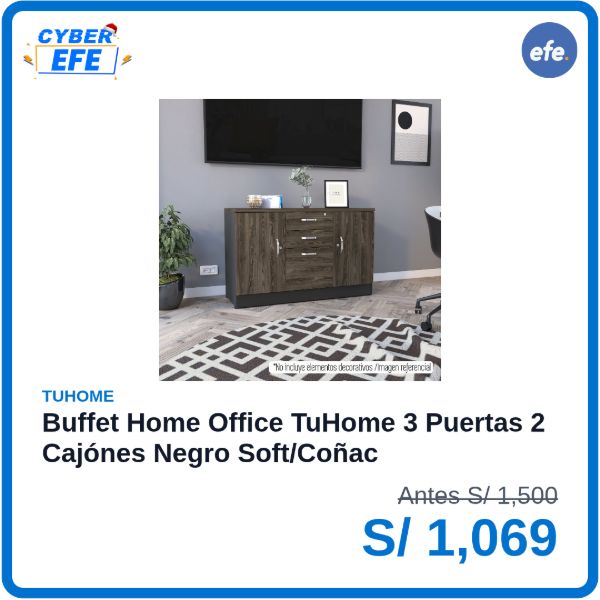 CYBER
EFE
efe.
*No incluye elementos decorativos /Imagen referencial
TUHOME
Buffet Home Office TuHome 3 Puertas 2
Cajónes Negro Soft/Coñac
Antes S/ 1,500
S/ 1,069